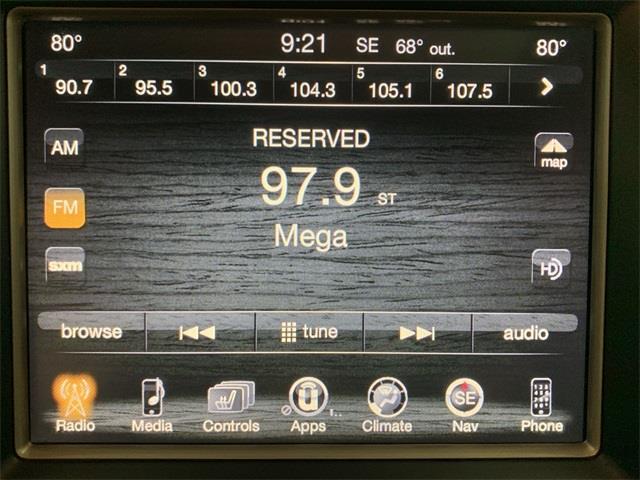 80° 9:21 SE 68° out. 80°
1 90.7 2 95.5 3 100.3 4 104.3 5 105.1 6 107.5
RESERVED
AM
map
97.9 ST
FM
Mega
sxm
HD
browse tune audio
SE
Radio Media Controls Apps Climate Nav Phone